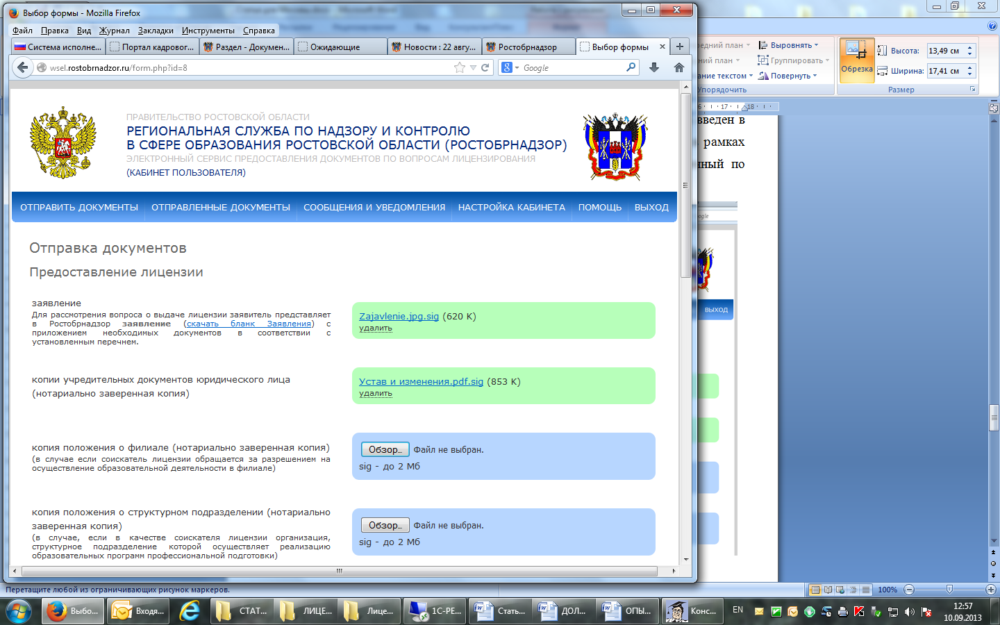 Выбор формы - Mozilla Firefox
Файл Правка Вид Журнал Закладки Инструменты Справка
Система исполне... Портал кадровог... Раздел - Докумен... Ожидающие Новости : 22 авгу... Ростобрнадзор Выбор формы
wsel.rostobrnadzor.ru/form.php?id=8 Google
ПРАВИТЕЛЬСТВО РОСТОВСКОЙ ОБЛАСТИ
РЕГИОНАЛЬНАЯ СЛУЖБА ПО НАДЗОРУ И КОНТРОЛЮ
В СФЕРЕ ОБРАЗОВАНИЯ РОСТОВСКОЙ ОБЛАСТИ (РОСТОБРНАДЗОР)
ЭЛЕКТРОННЫЙ СЕРВИС ПРЕДОСТАВЛЕНИЯ ДОКУМЕНТОВ ПО ВОПРОСАМ ЛИЦЕНЗИРОВАНИЯ
(КАБИНЕТ ПОЛЬЗОВАТЕЛЯ)
ОТПРАВИТЬ ДОКУМЕНТЫ ОТПРАВЛЕННЫЕ ДОКУМЕНТЫ СООБЩЕНИЯ И УВЕДОМЛЕНИЯ НАСТРОЙКА КАБИНЕТА ПОМОЩЬ ВЫХОД
Отправка документов
Предоставление лицензии
заявление
Для рассмотрения вопроса о выдаче лицензии заявитель представляет
в Ростобрнадзор заявление (скачать бланк Заявления) с
приложением необходимых документов в соответствии с
установленным перечнем.
Zajavlenie.jpg.sig (620 K)
удалить
копии учредительных документов юридического лица
(нотариально заверенная копия)
Устав и изменения.pdf.sig (853 K)
удалить
копия положения о филиале (нотариально заверенная копия)
(в случае если соискатель лицензии обращается за разрешением на
осуществление образовательной деятельности в филиале)
Обзор... Файл не выбран.
sig - до 2 Мб
копия положения о структурном подразделении (нотариально
заверенная копия)
(в случае, если в качестве соискателя лицензии организация,
структурное подразделение которой осуществляет реализацию
образовательных программ профессиональной подготовки)
Обзор... Файл не выбран.
sig - до 2 Мб
план Выровнять
план Группировать
текстом Повернуть
Упорядочить
Обрезка
Высота: 13,49 см
Ширина: 17,41 см
Размер
17 18
введен в
рамках
по
ВЫХОД
Перетащите любой из ограничивающих рисунок маркеров.
100%
Выбо... Входя... СТАТ... ЛИЦЕ... Лице... 1С-РЕ... Стать... ДОЛ... ОПЫ... Конс... EN 12:57
10.09.2013